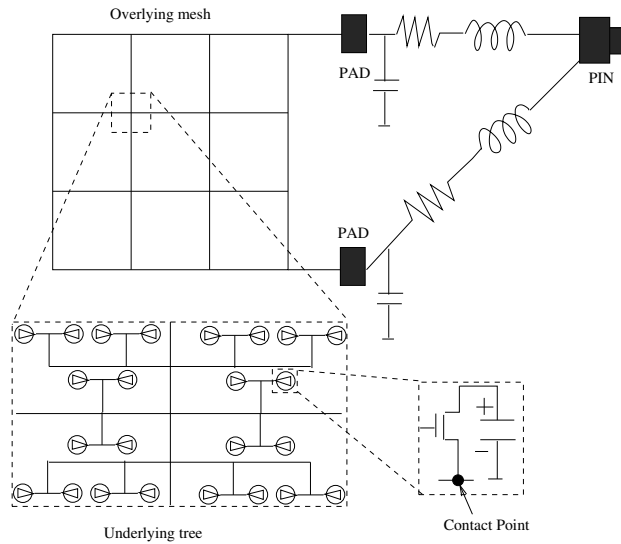 Overlying mesh
PAD
PIN
PAD
+
−
Contact Point
Underlying tree